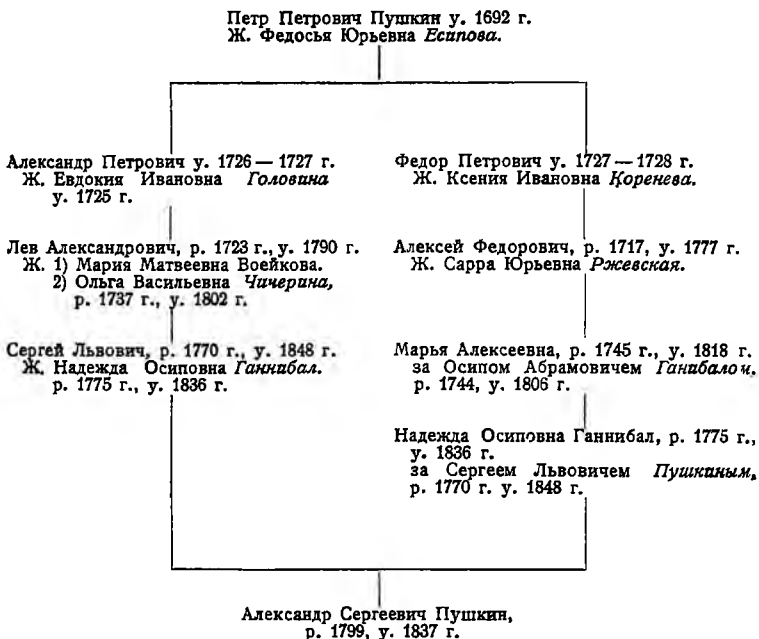 Петр Петрович Пушкин у. 1692 г.
Ж. Федосья Юрьевна Есипова.
Александр Петрович у. 1726 — 1727 г.
Ж. Евдокия Ивановна Головина
у. 1725 г.
Лев Александрович, р. 1723 г., у. 1790 г.
Ж. 1) Мария Матвеевна Воейкова.
2) Ольга Васильевна Чичерина,
р. 1737 г., у. 1802 г.
Сергей Львович, р. 1770 г., у. 1848 г.
Ж. Надежда Осиповна Ганнибал.
р. 1775 г., у. 1836 г.
Федор Петрович у. 1727 — 1728 г.
Ж. Ксения Ивановна Коренева.
Алексей Федорович, р. 1717, у. 1777 г.
Ж. Сарра Юрьевна Ржевская.
Марья Алексеевна, р. 1745 г., у. 1818 г.
за Осипом Абрамовичем Ганибалом.
р. 1744, у. 1806 г.
Надежда Осиповна Ганнибал, р. 1775 г.,
у. 1836 г.
за Сергеем Львовичем Пушкиным,
р. 1770 г. у. 1848 г.
Александр Сергеевич Пушкин,
р. 1799, у. 1837 г.